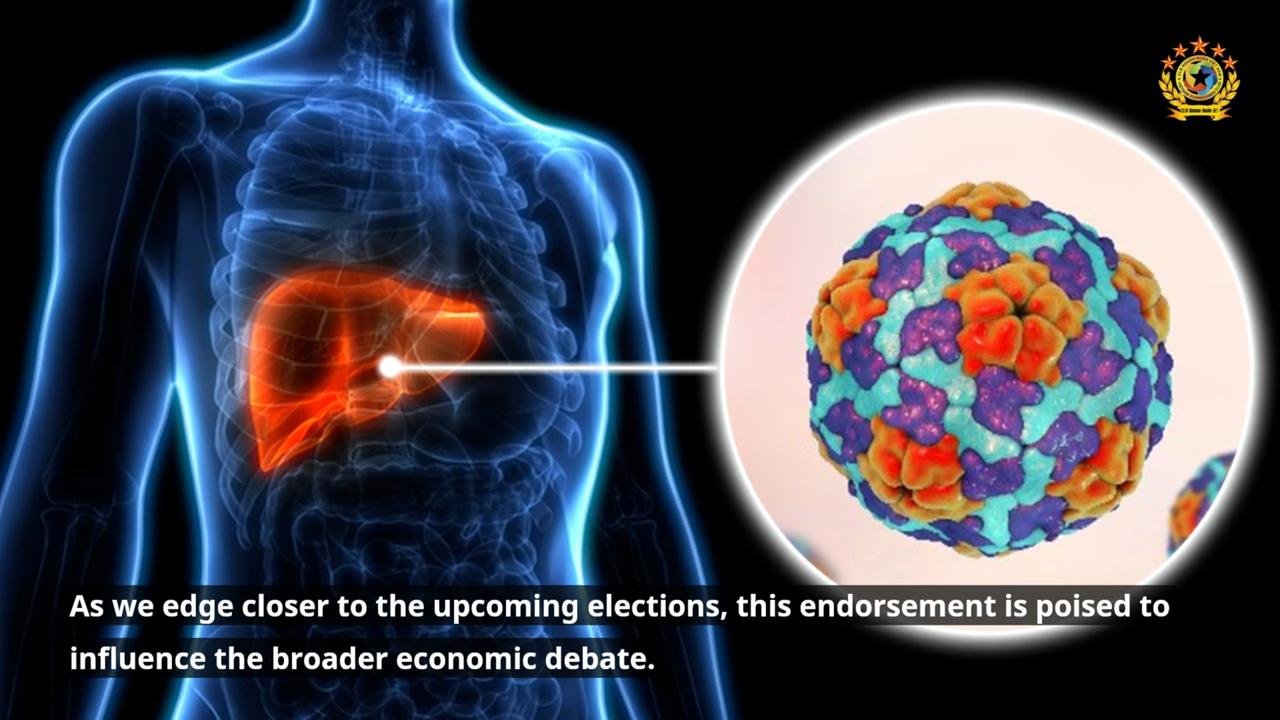 As we edge closer to the upcoming elections, this endorsement is poised to
influence the broader economic debate.